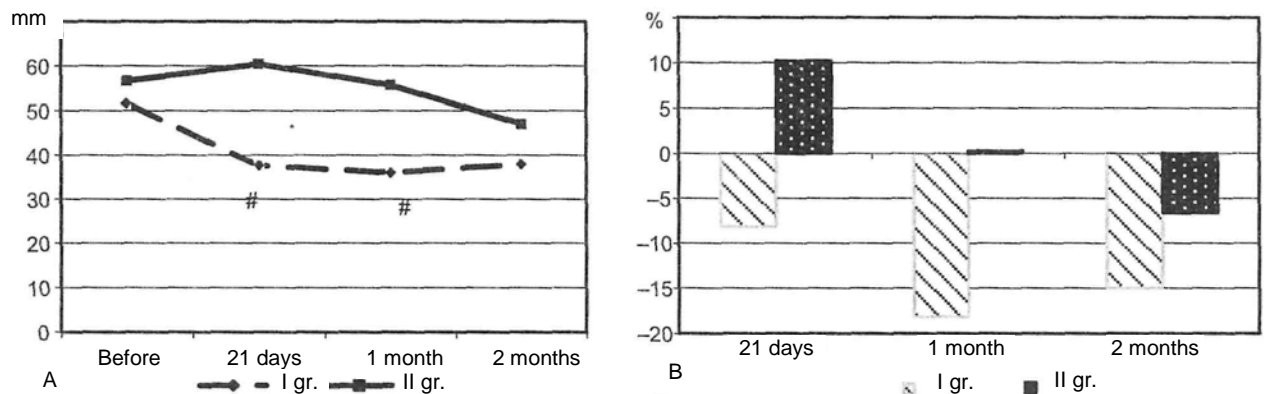 mm
60
50
40
30
20
10
0
# #
Before 21 days 1 month 2 months
A
I gr. II gr.
%
10
5
0
–5
–10
–15
–20
21 days 1 month 2 months
B
I gr. II gr.